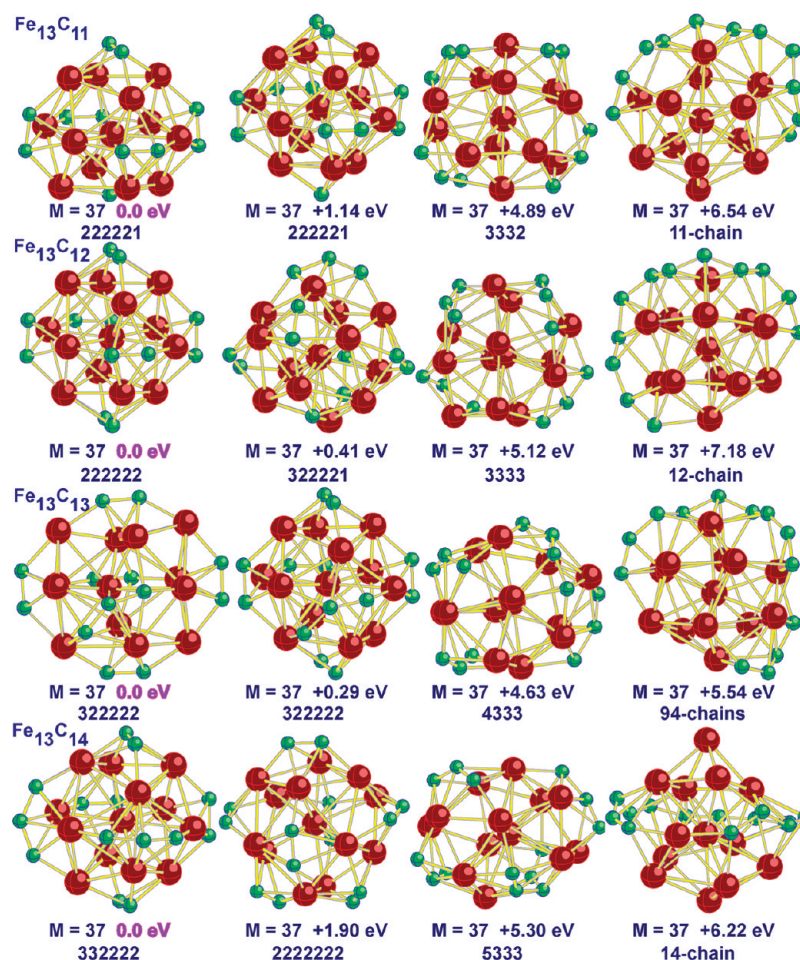 Fe13C11
M = 37 0.0 eV M = 37 +1.14 eV M = 37 +4.89 eV M = 37 +6.54 eV
222221 222221 3332 11-chain
Fe13C12
M = 37 0.0 eV M = 37 +0.41 eV M = 37 +5.12 eV M = 37 +7.18 eV
222222 322221 3333 12-chain
Fe13C13
M = 37 0.0 eV M = 37 +0.29 eV M = 37 +4.63 eV M = 37 +5.54 eV
322222 322222 4333 94-chains
Fe13C14
M = 37 0.0 eV M = 37 +1.90 eV M = 37 +5.30 eV M = 37 +6.22 eV
332222 2222222 5333 14-chain